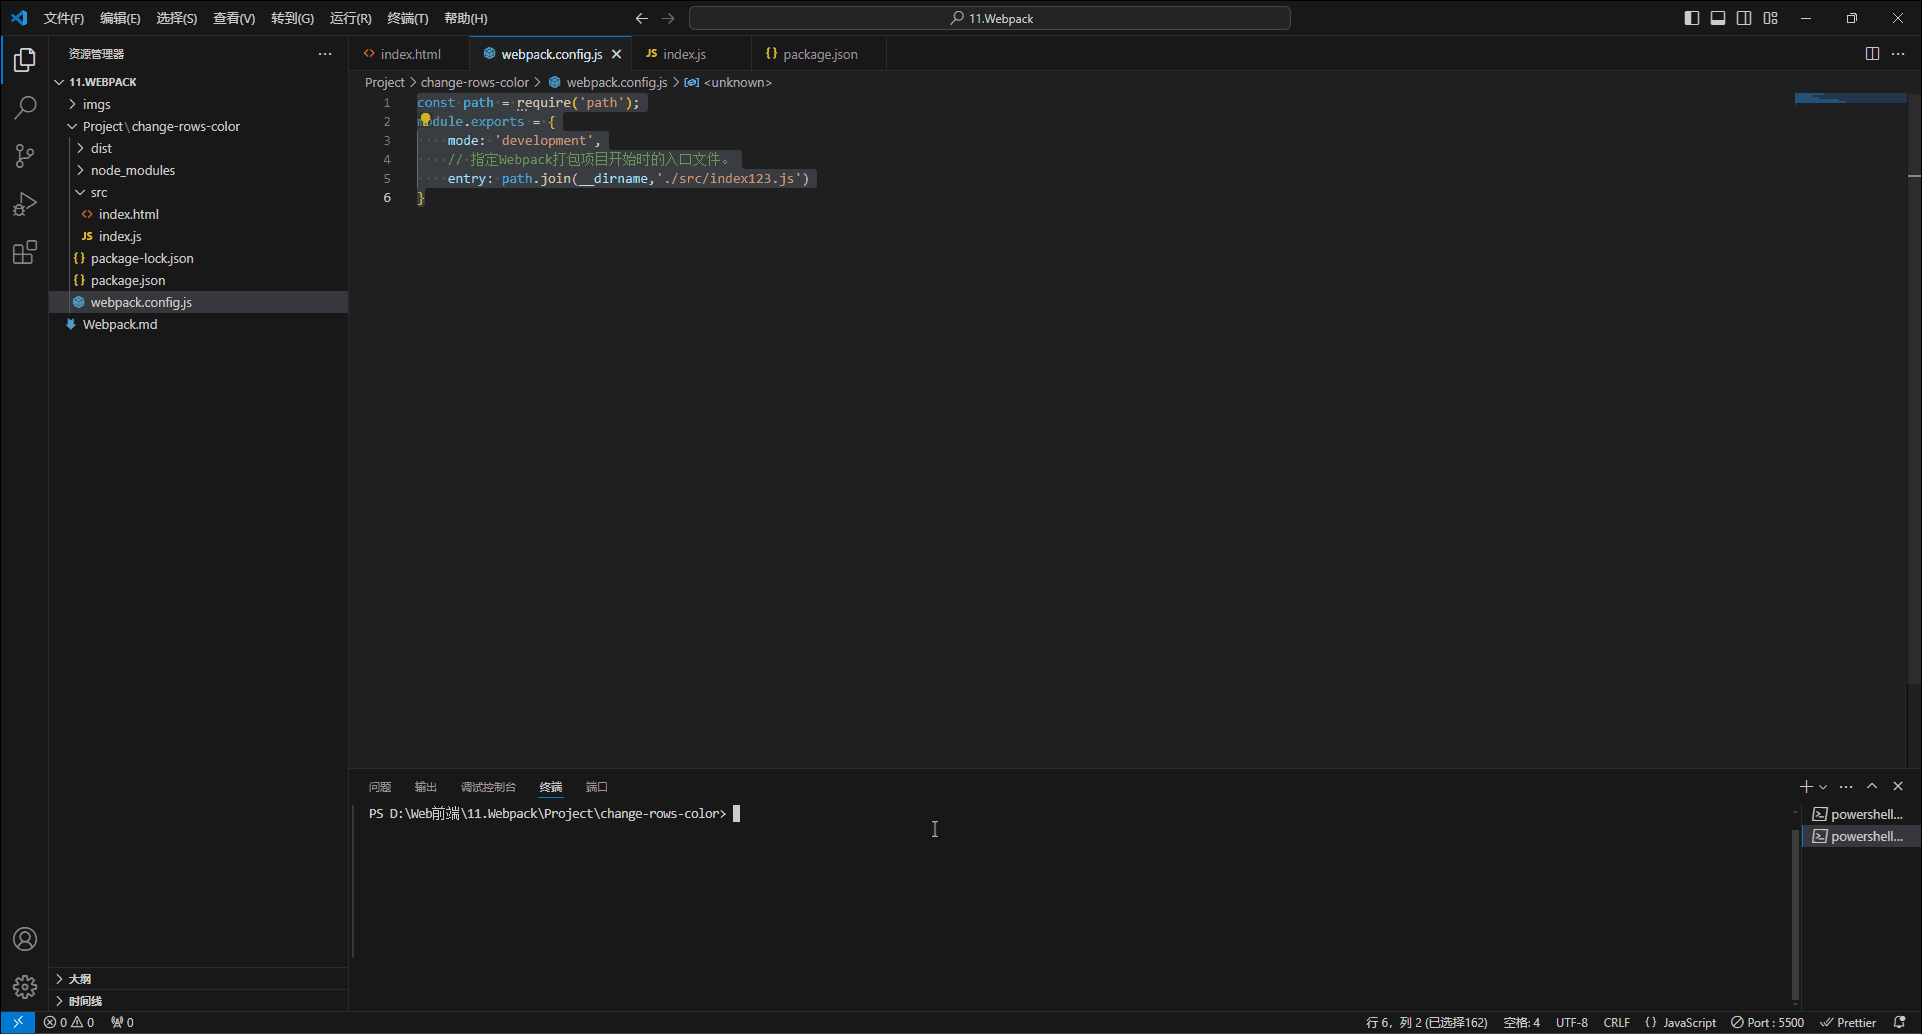 文件(F) 编辑(E) 选择(S) 查看(V) 转到(G) 运行(R) 终端(T) 帮助(H) 11.Webpack
资源管理器
11.WEBPACK
imgs
Project\change-rows-color
dist
node_modules
src
index.html
index.js
package-lock.json
package.json
webpack.config.js
Webpack.md
大纲
时间线
index.html webpack.config.js index.js package.json
Project > change-rows-color > webpack.config.js > <unknown>
1 const path = require('path');
2 module.exports = {
3 mode: 'development',
4 // 指定Webpack打包项目开始时的入口文件。
5 entry: path.join(__dirname,'./src/index123.js')
6 }
问题 输出 调试控制台 终端 端口
PS D:\Web前端\11.Webpack\Project\change-rows-color>
powershell...
powershell...
0 0 0 行 6，列 2 (已选择162) 空格: 4 UTF-8 CRLF {} JavaScript Port : 5500 Prettier